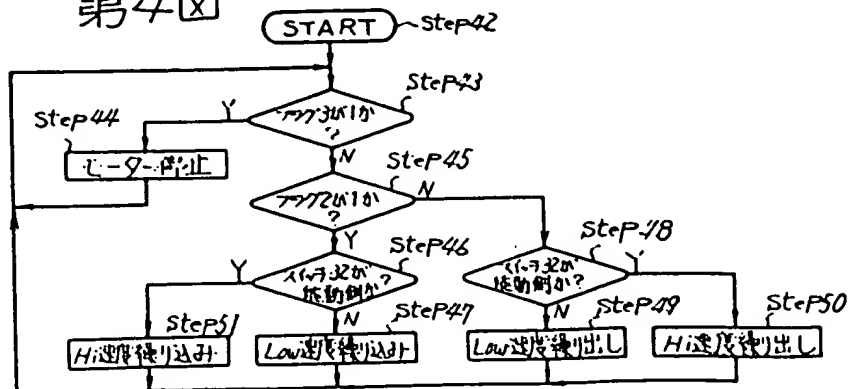 第4図
START
Step42
Step43
フラグ3が1か
?
Y
N
Step44
モーター停止
Step45
フラグ2が1か
?
N
Y
Step46
スイッチ32が
側か?
Y
N
Step48
スイッチ32が
側か?
Y
N
Step51
Hi速度繰り込み
Step47
Low速度繰り込み
Step49
Low速度繰り出し
Step50
Hi速度繰り出し